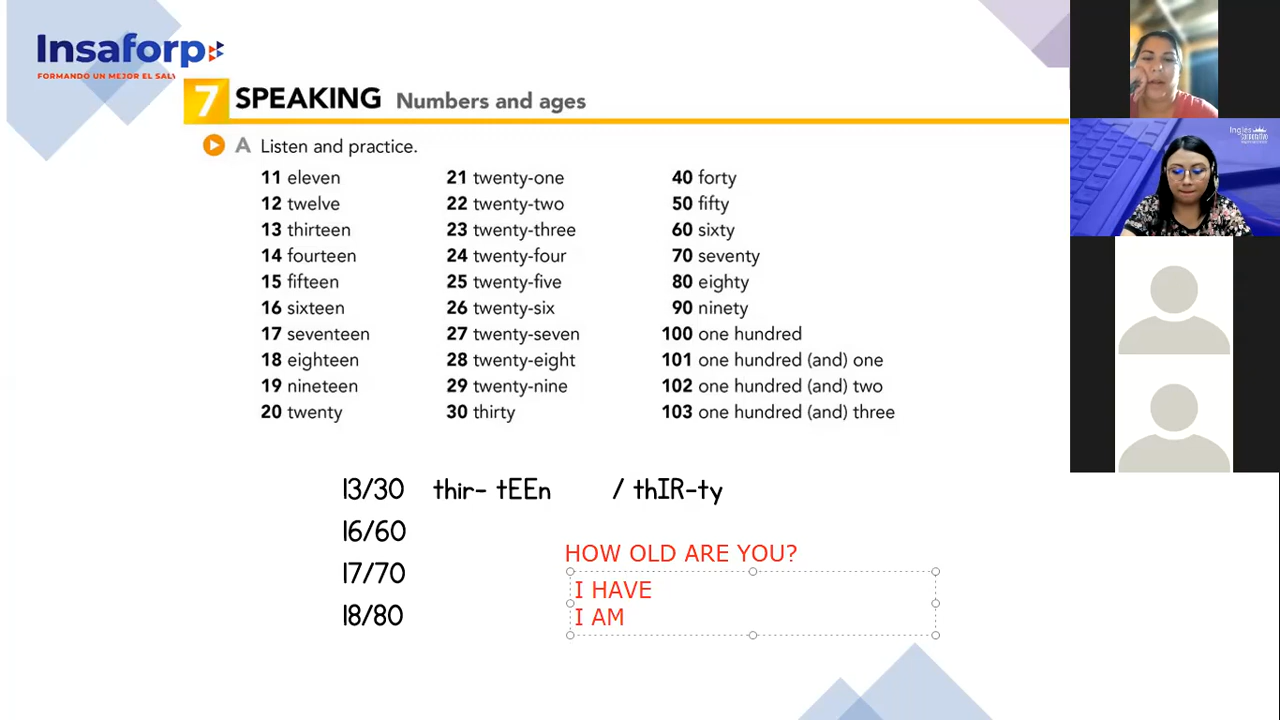 Insaforp
FORMANDO UN MEJOR EL SALV
7 SPEAKING Numbers and ages
A Listen and practice.
11 eleven
12 twelve
13 thirteen
14 fourteen
15 fifteen
16 sixteen
17 seventeen
18 eighteen
19 nineteen
20 twenty
21 twenty-one
22 twenty-two
23 twenty-three
24 twenty-four
25 twenty-five
26 twenty-six
27 twenty-seven
28 twenty-eight
29 twenty-nine
30 thirty
40 forty
50 fifty
60 sixty
70 seventy
80 eighty
90 ninety
100 one hundred
101 one hundred (and) one
102 one hundred (and) two
103 one hundred (and) three
13/30 thir- tEEn / thIR-ty
16/60
17/70
18/80
HOW OLD ARE YOU?
I HAVE
I AM
Ingles